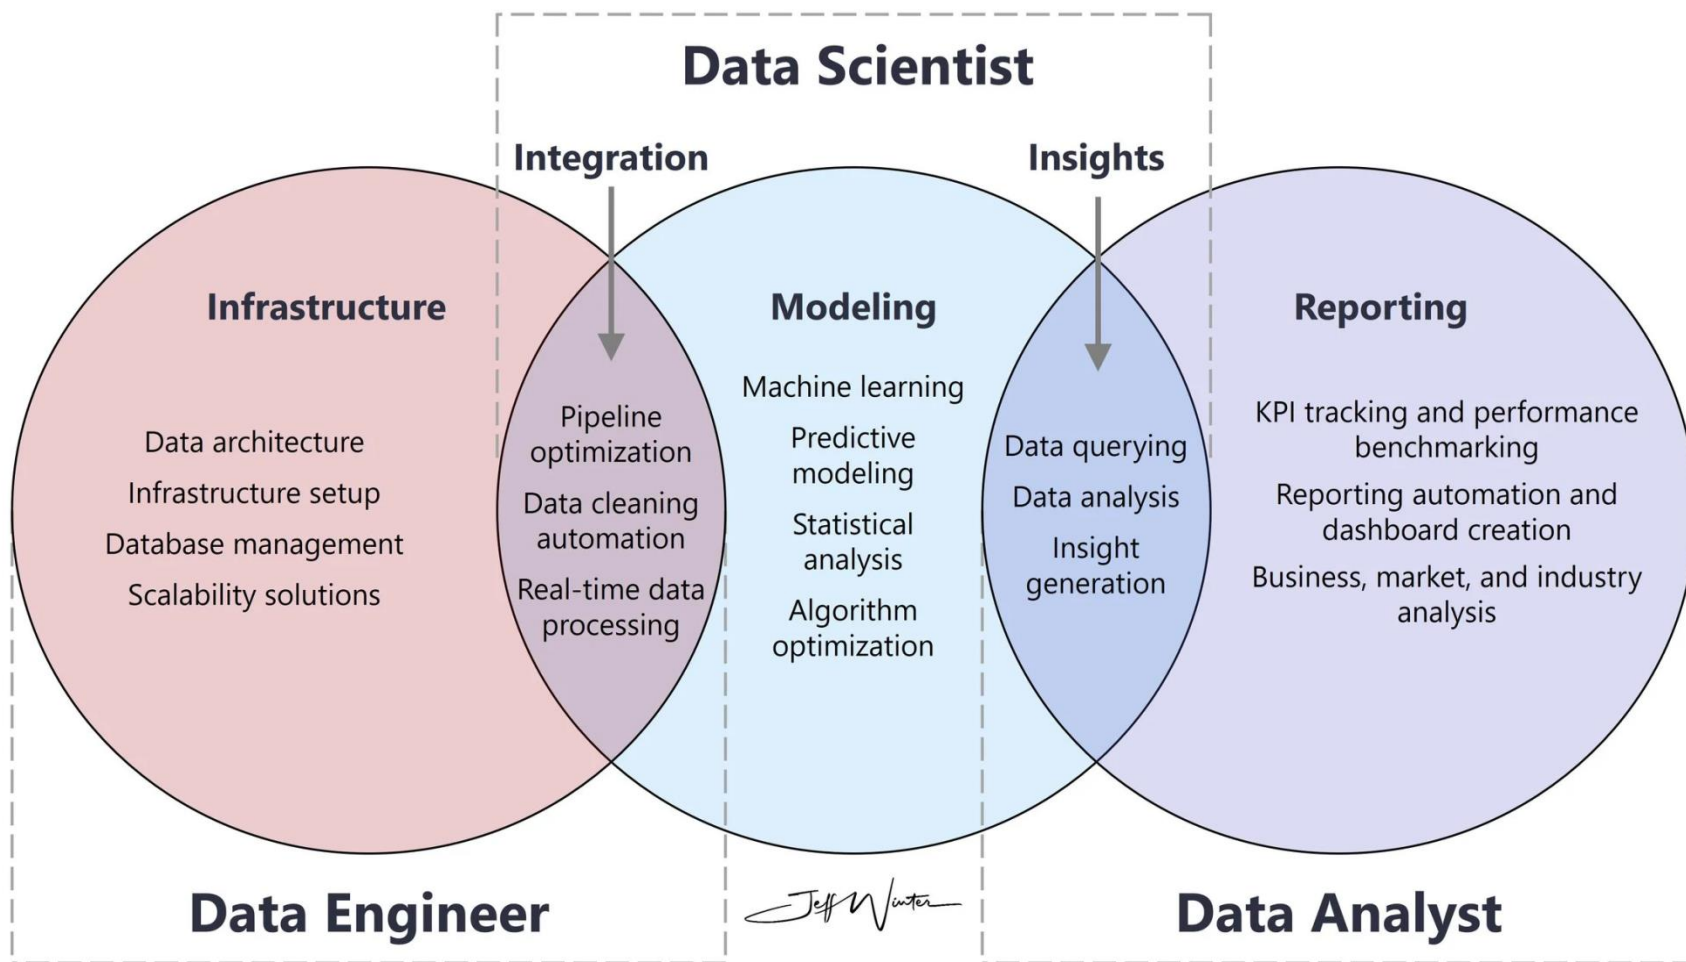 Data Scientist
Integration
Insights
Infrastructure
Data architecture
Infrastructure setup
Database management
Scalability solutions
Pipeline
optimization
Data cleaning
automation
Real-time data
processing
Modeling
Machine learning
Predictive
modeling
Statistical
analysis
Algorithm
optimization
Data querying
Data analysis
Insight
generation
Reporting
KPI tracking and performance
benchmarking
Reporting automation and
dashboard creation
Business, market, and industry
analysis
Data Engineer
Jeff Winter
Data Analyst